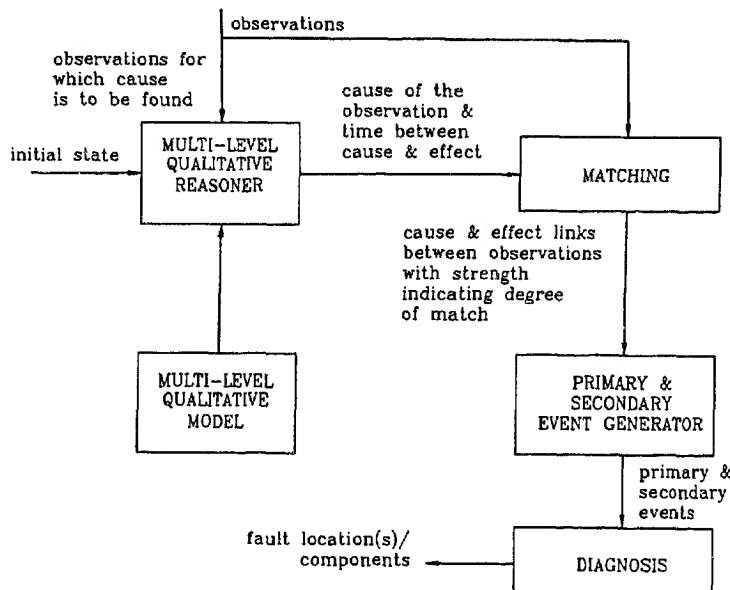 observations
observations for
which cause
is to be found
cause of the
observation &
time between
cause & effect
initial state
MULTI-LEVEL
QUALITATIVE
REASONER
MATCHING
cause & effect links
between observations
with strength
indicating degree
of match
MULTI-LEVEL
QUALITATIVE
MODEL
PRIMARY &
SECONDARY
EVENT GENERATOR
primary &
secondary
events
fault location(s)/
components
DIAGNOSIS